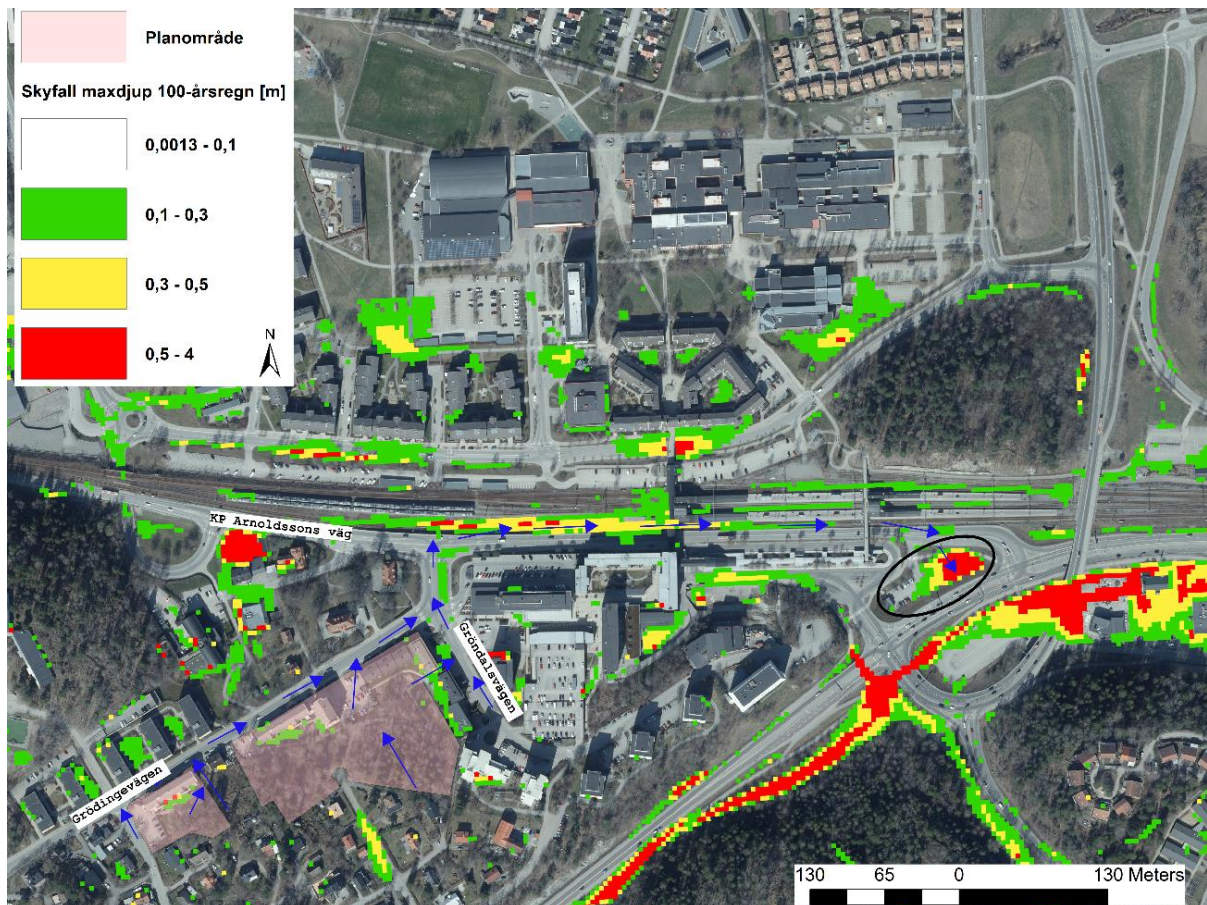 Planområde
Skyfall maxdjup 100-årsregn [m]
0,0013 - 0,1
0,1 - 0,3
0,3 - 0,5
0,5 - 4
N
KP Arnoldssons väg
Gröndalsvägen
Grödingevägen
130 65 0 130 Meters